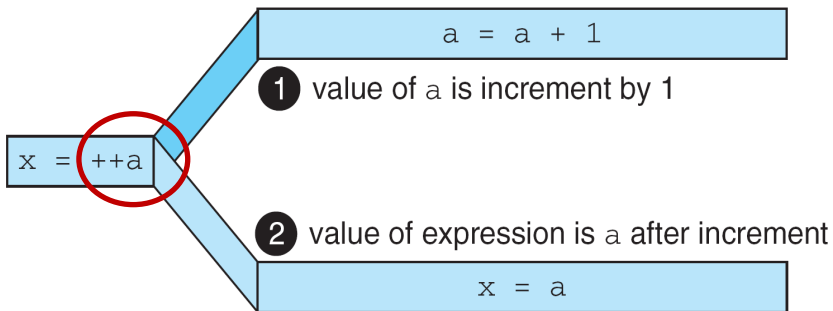 a = a + 1
1 value of a is increment by 1
x = ++a
2 value of expression is a after increment
x = a